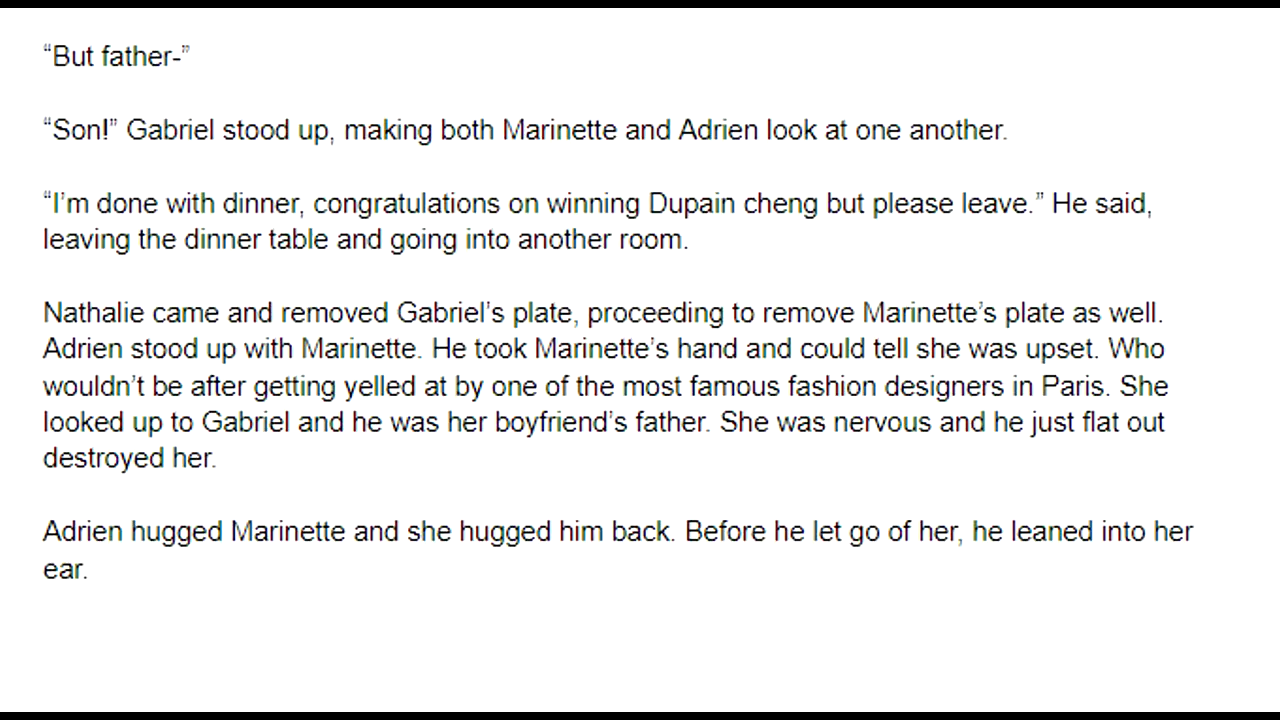 “But father-”
“Son!” Gabriel stood up, making both Marinette and Adrien look at one another.
“I’m done with dinner, congratulations on winning Dupain cheng but please leave.” He said,
leaving the dinner table and going into another room.
Nathalie came and removed Gabriel’s plate, proceeding to remove Marinette’s plate as well.
Adrien stood up with Marinette. He took Marinette’s hand and could tell she was upset. Who
wouldn’t be after getting yelled at by one of the most famous fashion designers in Paris. She
looked up to Gabriel and he was her boyfriend’s father. She was nervous and he just flat out
destroyed her.
Adrien hugged Marinette and she hugged him back. Before he let go of her, he leaned into her
ear.